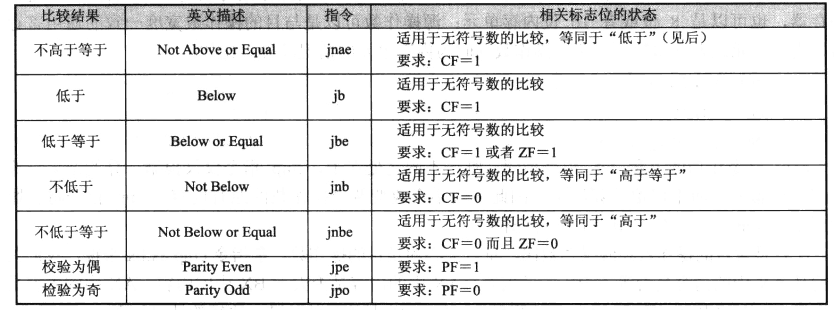 比较结果 英文描述 指令 相关标志位的状态
不高于等于 Not Above or Equal jnae 适用于无符号数的比较，等同于“低于”（见后）
要求：CF=1
低于 Below jb 适用于无符号数的比较
要求：CF=1
低于等于 Below or Equal jbe 适用于无符号数的比较
要求：CF=1 或者 ZF=1
不低于 Not Below jnb 适用于无符号数的比较，等同于“高于等于”
要求：CF=0
不低于等于 Not Below or Equal jnbe 适用于无符号数的比较，等同于“高于”
要求：CF=0 而且 ZF=0
校验为偶 Parity Even jpe 要求：PF=1
检验为奇 Parity Odd jpo 要求：PF=0